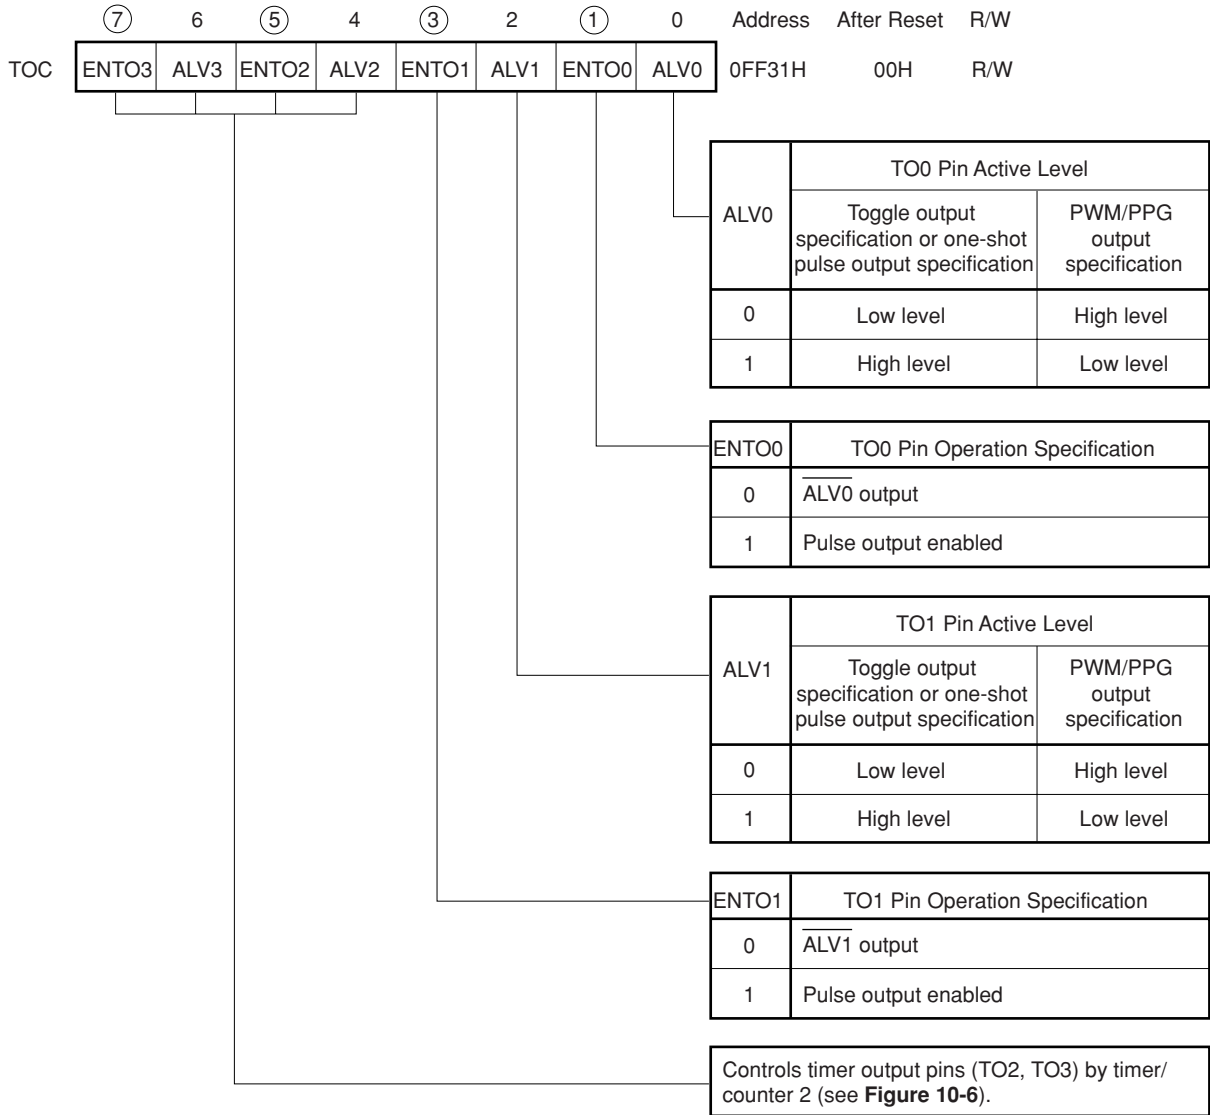 ⑦ 6 ⑤ 4 ③ 2 ① 0 Address After Reset R/W
TOC ENTO3 ALV3 ENTO2 ALV2 ENTO1 ALV1 ENTO0 ALV0 0FF31H 00H R/W
ALV0
TO0 Pin Active Level
Toggle output
specification or one-shot
pulse output specification
PWM/PPG
output
specification
0 Low level High level
1 High level Low level
ENTO0 TO0 Pin Operation Specification
0 A̅L̅V̅0̅ output
1 Pulse output enabled
ALV1
TO1 Pin Active Level
Toggle output
specification or one-shot
pulse output specification
PWM/PPG
output
specification
0 Low level High level
1 High level Low level
ENTO1 TO1 Pin Operation Specification
0 A̅L̅V̅1̅ output
1 Pulse output enabled
Controls timer output pins (TO2, TO3) by timer/
counter 2 (see Figure 10-6).